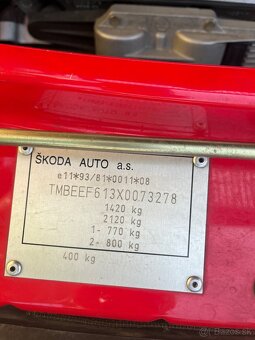 ŠKODA AUTO a.s.
e11*93/81*0011*08
TMBEEF613X0073278
1420 kg
2120 kg
1- 770 kg
2- 800 kg
400 kg
Bazoš.sk